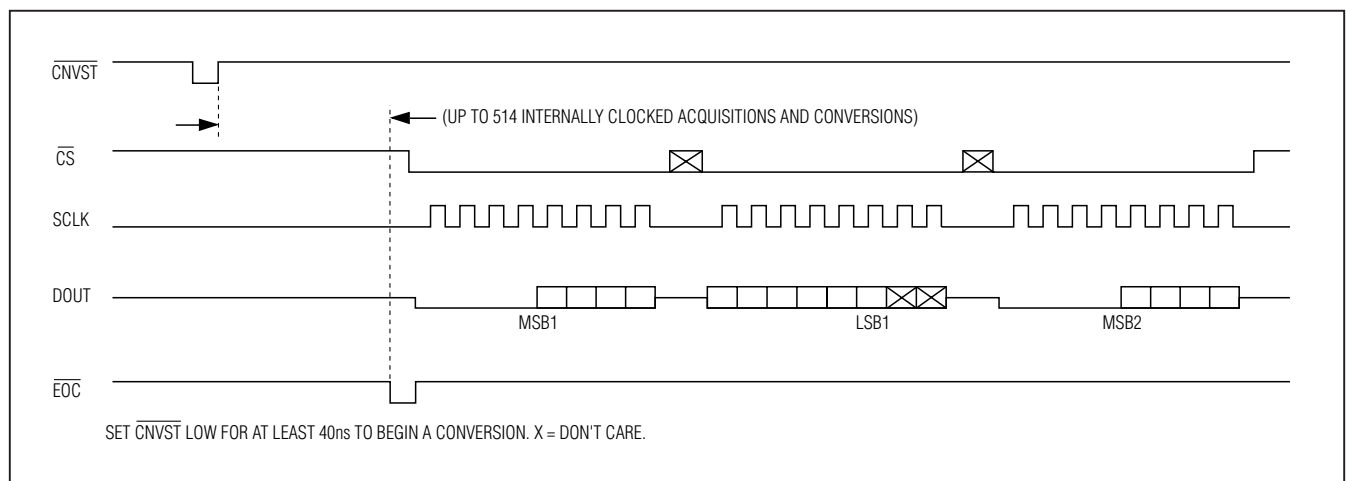 CNVST
(UP TO 514 INTERNALLY CLOCKED ACQUISITIONS AND CONVERSIONS)
CS
SCLK
DOUT
MSB1 LSB1 MSB2
EOC
SET CNVST LOW FOR AT LEAST 40ns TO BEGIN A CONVERSION. X = DON'T CARE.